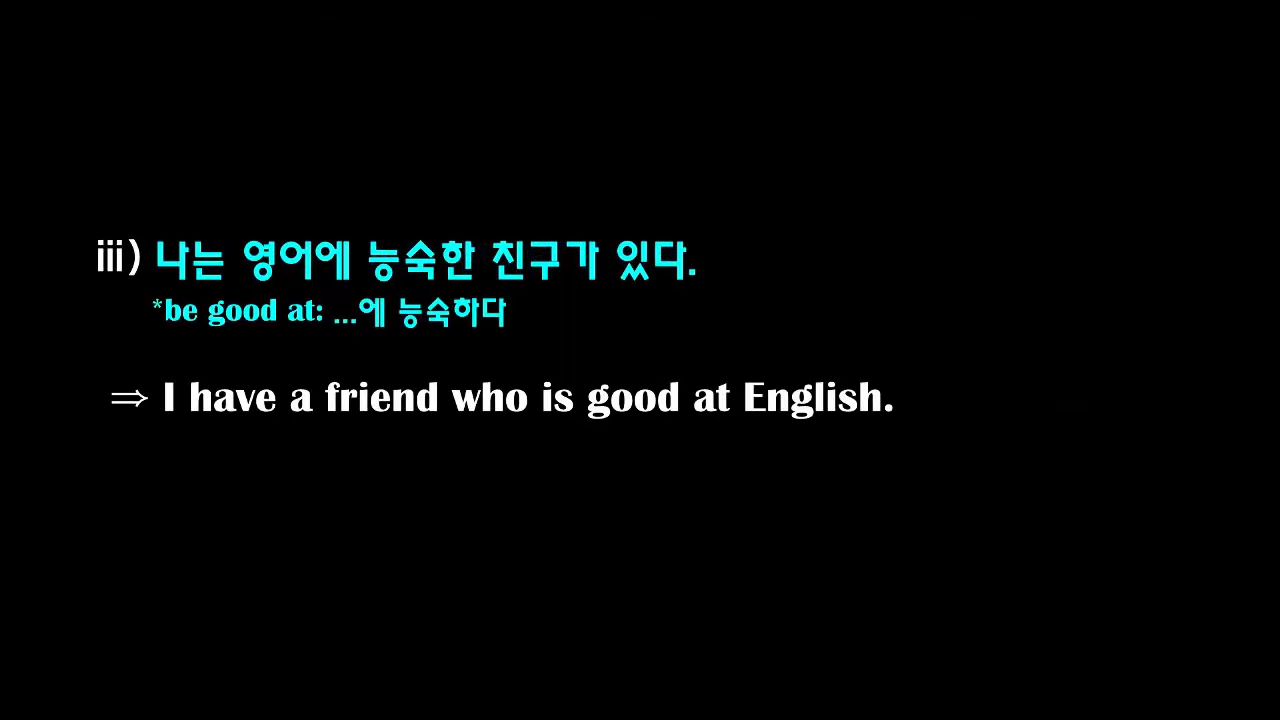 ⅲ) 나는 영어에 능숙한 친구가 있다.
*be good at: ...에 능숙하다
⇒ I have a friend who is good at English.